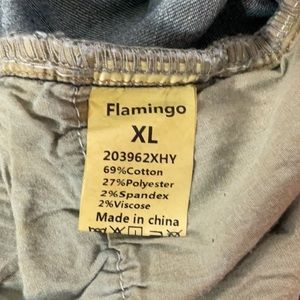 Flamingo
XL
203962XHY
69%Cotton
27%Polyester
2%Spandex
2%Viscose
Made in china